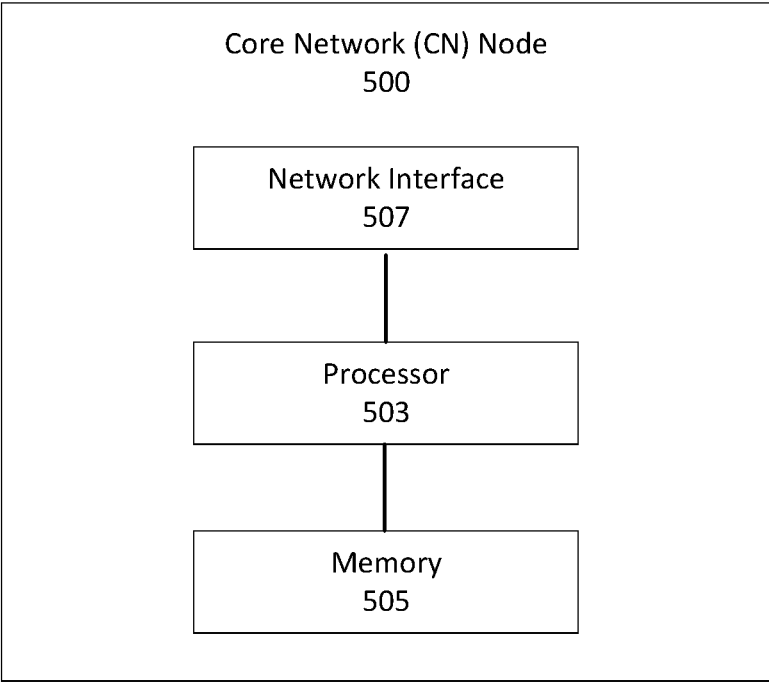 Core Network (CN) Node
500
Network Interface
507
Processor
503
Memory
505